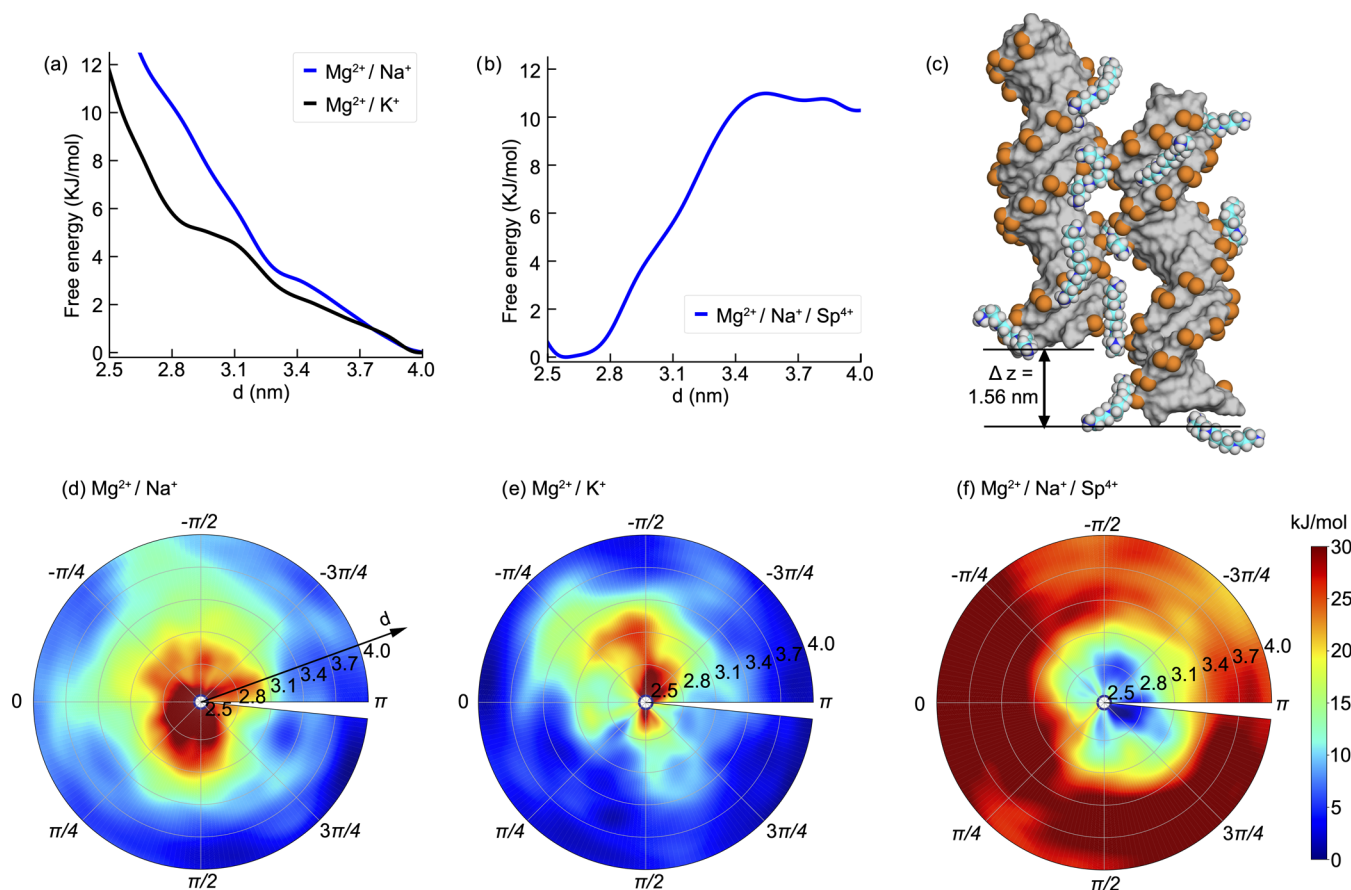 (a)
Mg²⁺ / Na⁺
Mg²⁺ / K⁺
Free energy (KJ/mol)
12
10
8
6
4
2
0
2.5 2.8 3.1 3.4 3.7 4.0
d (nm)
(b)
Mg²⁺ / Na⁺ / Sp⁴⁺
Free energy (KJ/mol)
12
10
8
6
4
2
0
2.5 2.8 3.1 3.4 3.7 4.0
d (nm)
(c)
Δ z =
1.56 nm
(d) Mg²⁺ / Na⁺
-π/2
-π/4
-3π/4
d
4.0
3.7
3.4
3.1
2.8
2.5
0
π
π/4
3π/4
π/2
(e) Mg²⁺ / K⁺
-π/2
-π/4
-3π/4
4.0
3.7
3.4
3.1
2.8
2.5
0
π
π/4
3π/4
π/2
(f) Mg²⁺ / Na⁺ / Sp⁴⁺
-π/2
-π/4
-3π/4
4.0
3.7
3.4
3.1
2.8
2.5
0
π
π/4
3π/4
π/2
kJ/mol
30
25
20
15
10
5
0